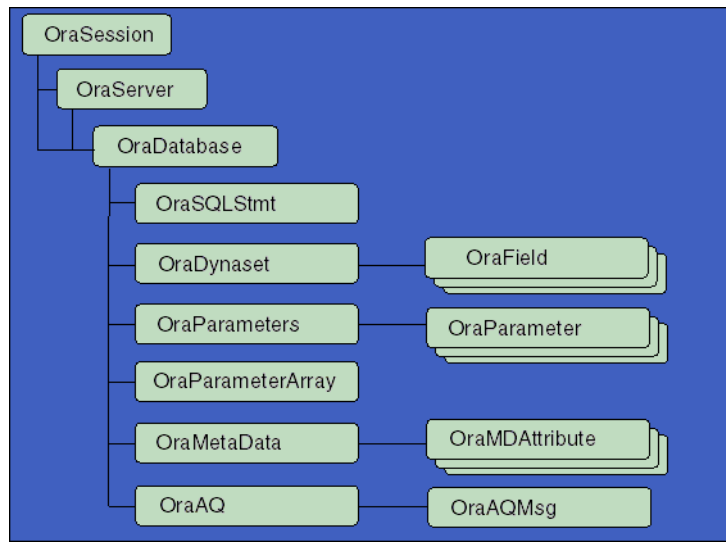 OraSession
OraServer
OraDatabase
OraSQLStmt
OraDynaset
OraField
OraParameters
OraParameter
OraParameterArray
OraMetaData
OraMDAttribute
OraAQ
OraAQMsg